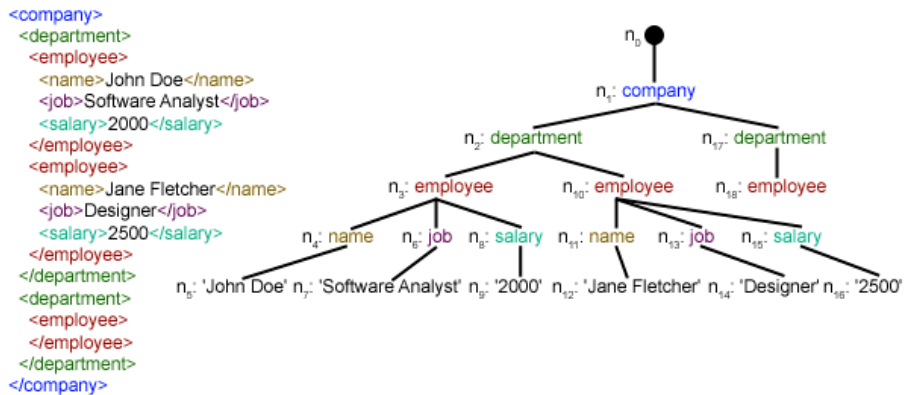 <company>
<department>
<employee>
<name>John Doe</name>
<job>Software Analyst</job>
<salary>2000</salary>
</employee>
<employee>
<name>Jane Fletcher</name>
<job>Designer</job>
<salary>2500</salary>
</employee>
</department>
<department>
<employee>
</employee>
</department>
</company>
n0
n1: company
n2: department n17: department
n3: employee n10: employee n18: employee
n4: name n6: job n8: salary n11: name n13: job n15: salary
n5: 'John Doe' n7: 'Software Analyst' n9: '2000' n12: 'Jane Fletcher' n14: 'Designer' n16: '2500'